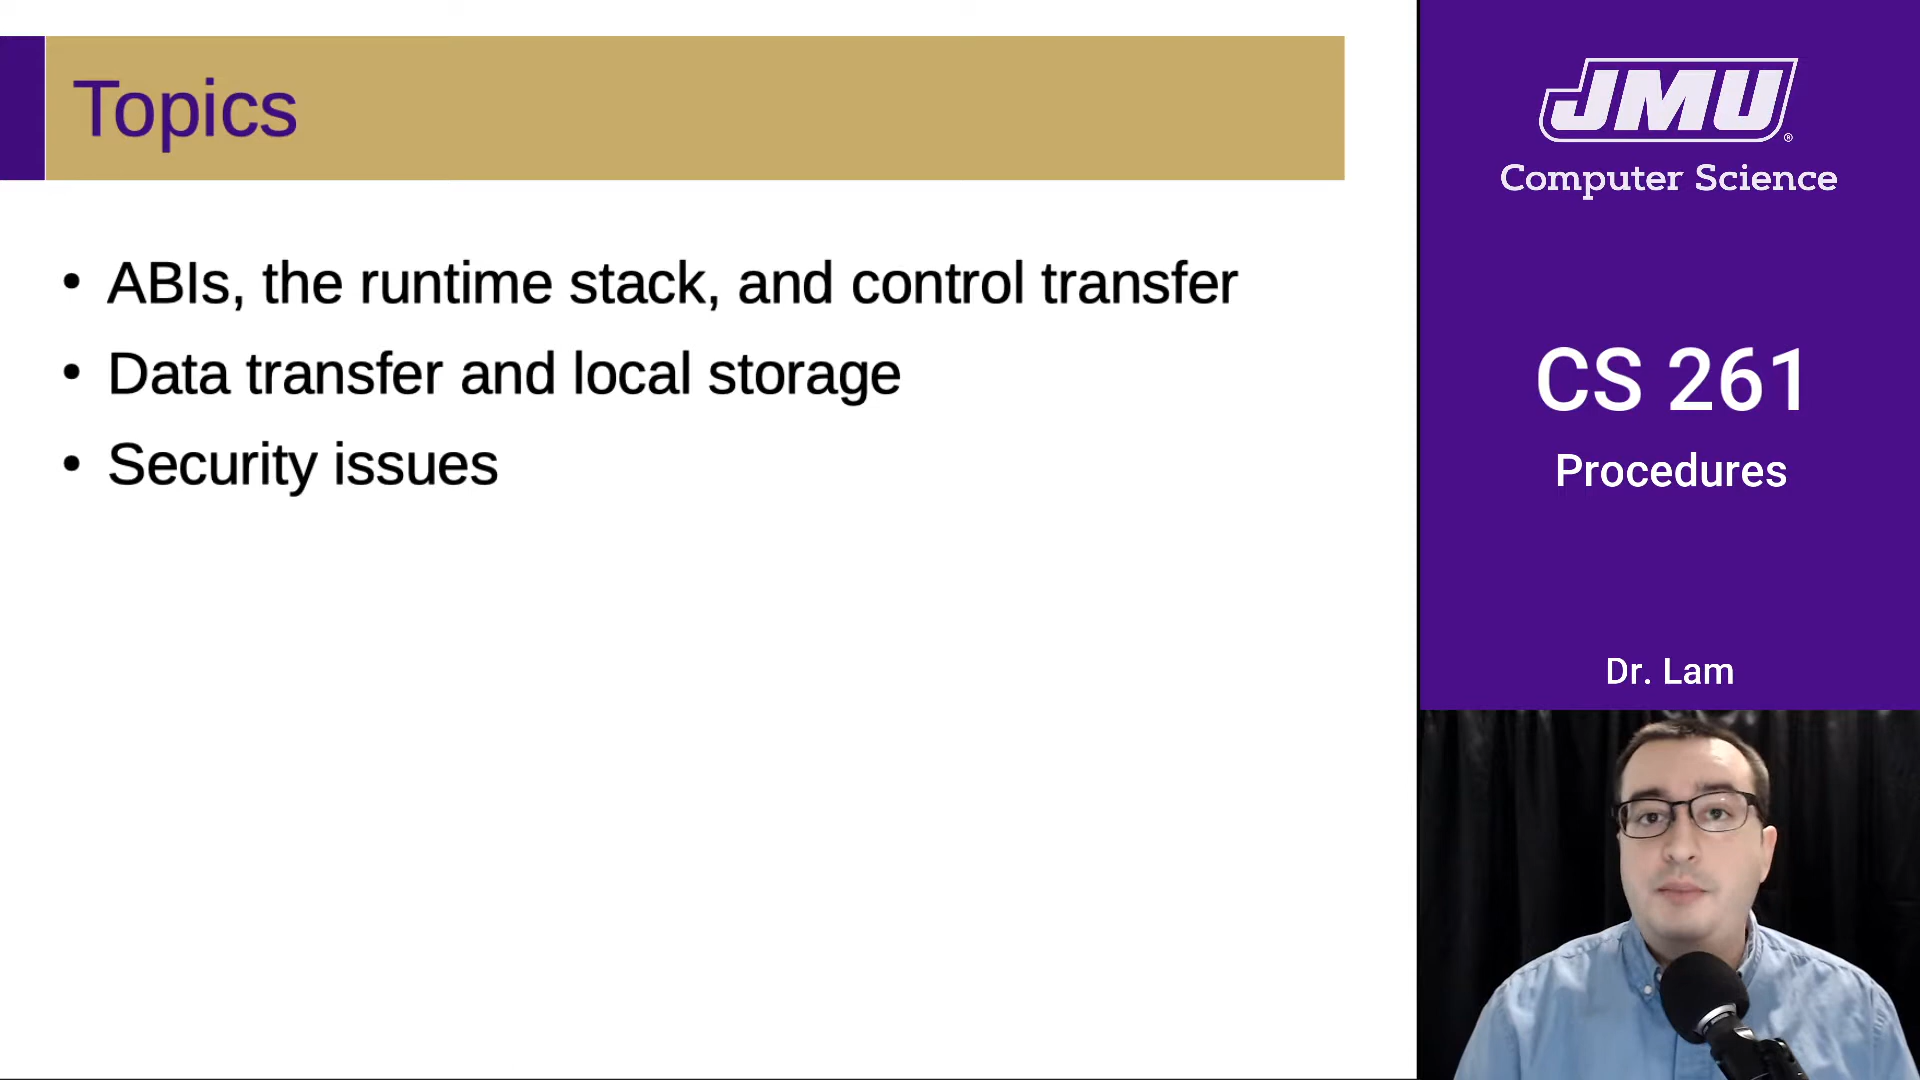 Topics
• ABIs, the runtime stack, and control transfer
• Data transfer and local storage
• Security issues
JMU®
Computer Science
CS 261
Procedures
Dr. Lam